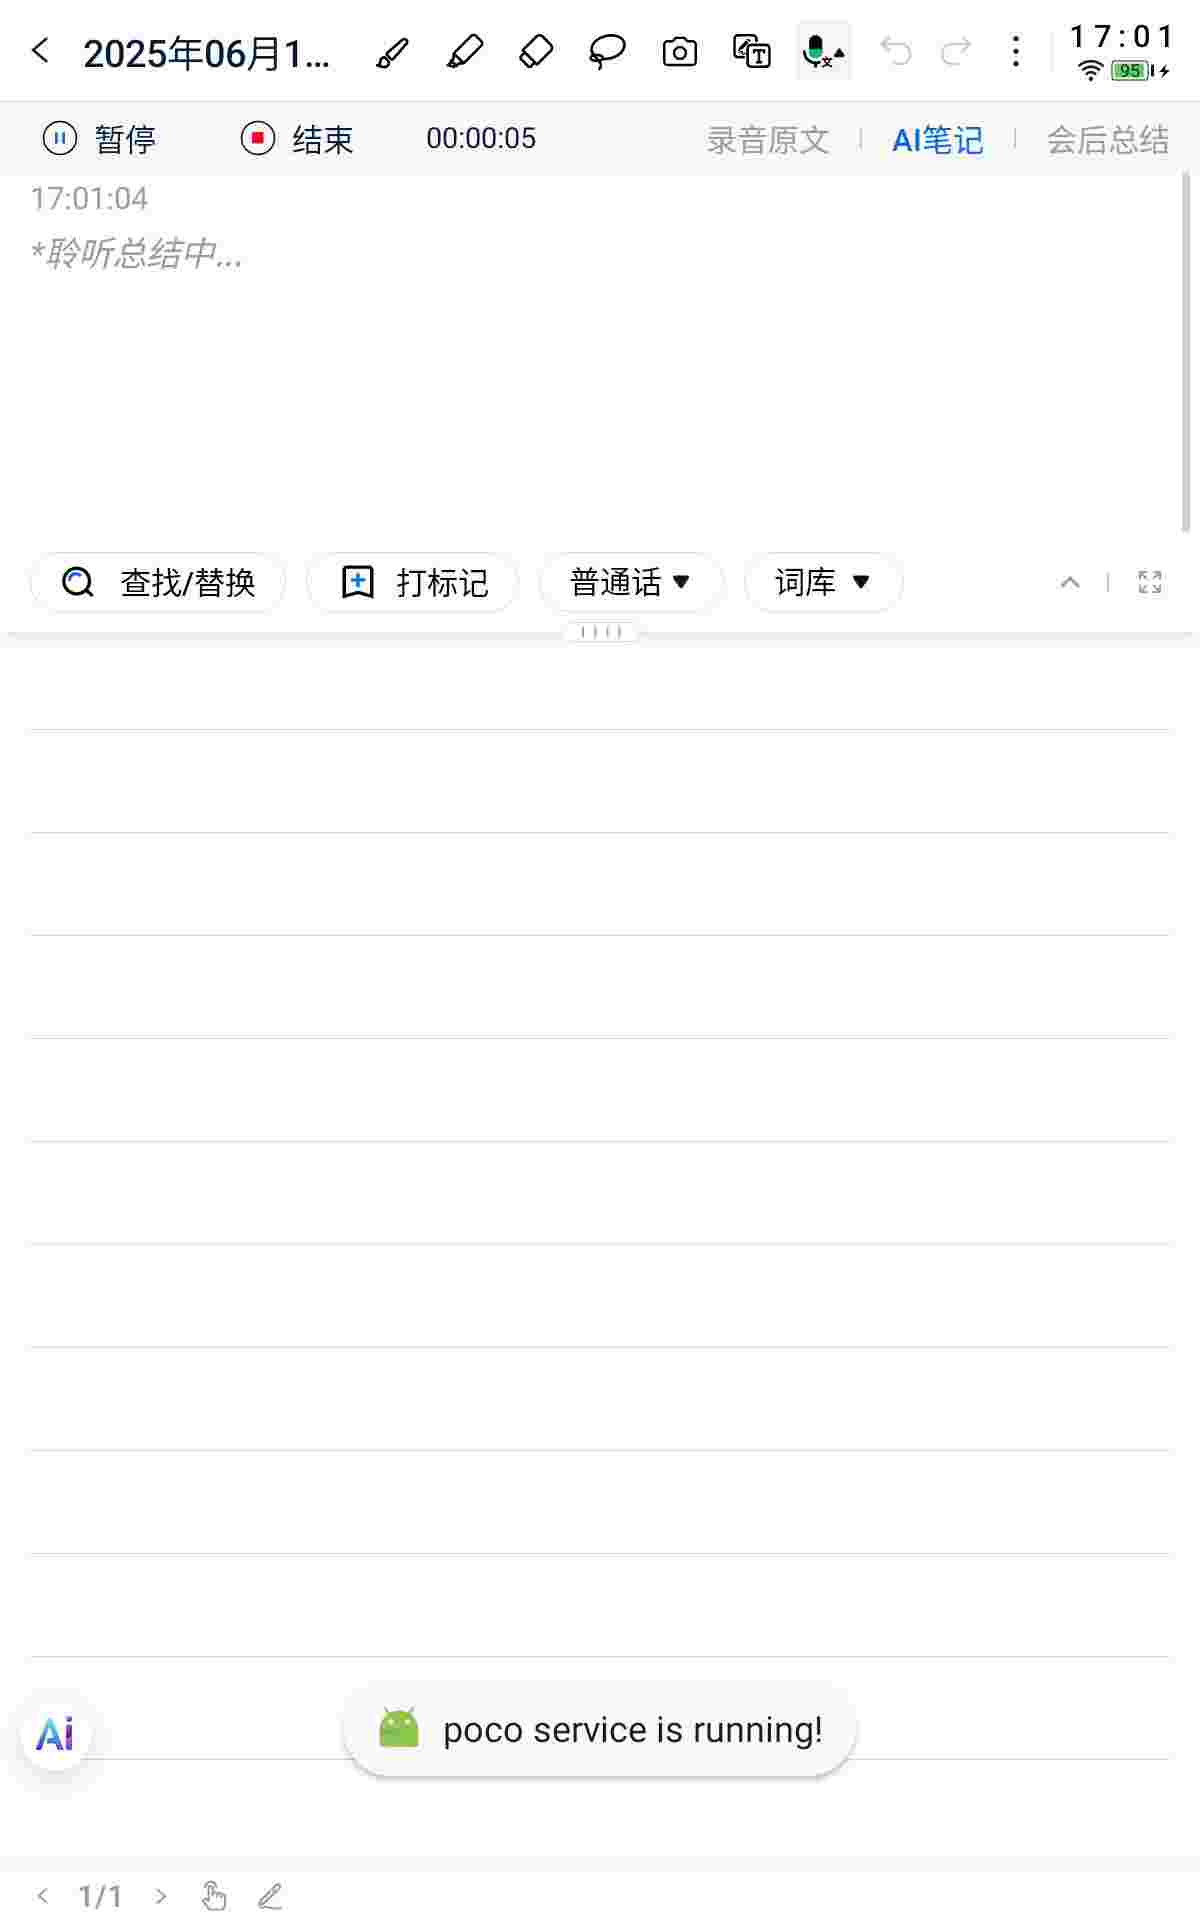 2025年06月1...
17:01
95
暂停 结束 00:00:05 录音原文 AI笔记 会后总结
17:01:04
*聆听总结中...
查找/替换 打标记 普通话 词库
Ai
poco service is running!
1/1